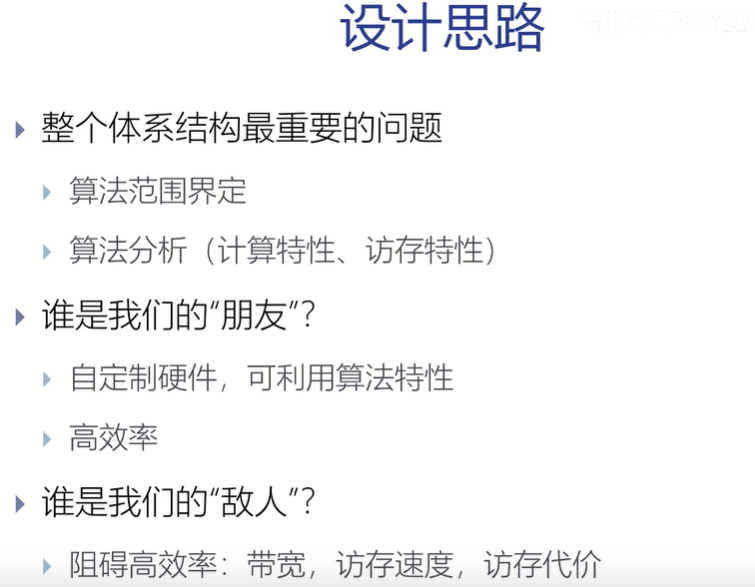 设计思路
整个体系结构最重要的问题
算法范围界定
算法分析（计算特性、访存特性）
谁是我们的“朋友”？
自定制硬件，可利用算法特性
高效率
谁是我们的“敌人”？
阻碍高效率：带宽，访存速度，访存代价